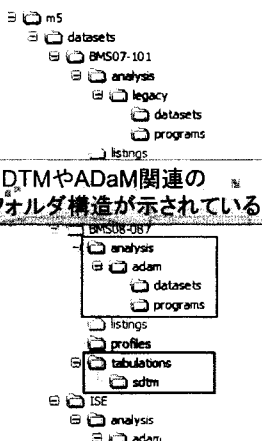 m5
datasets
BMS07-101
analysis
legacy
datasets
programs
listings
DTMやADaM関連の
フォルダ構造が示されている
BMS08-087
analysis
adam
datasets
programs
listings
profiles
tabulations
sdtm
ISE
analysis
adam